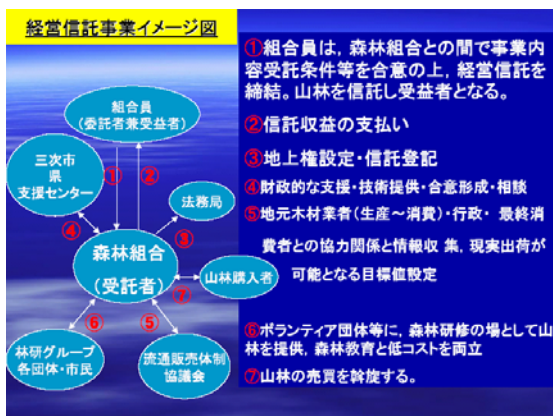 経営信託事業イメージ図
組合員
(委託者兼受益者)
三次市
県
支援センター
①
②
法務局
④
③
森林組合
(受託者)
山林購入者
⑦
⑥
⑤
林研グループ
各団体・市民
流通販売体制
協議会
①組合員は，森林組合との間で事業内
容受託条件等を合意の上，経営信託を
締結。山林を信託し受益者となる。
②信託収益の支払い
③地上権設定・信託登記
④財政的な支援・技術提供・合意形成・相談
⑤地元木材業者（生産～消費）・行政・ 最終消
費者との協力関係と情報収 集，現実出荷が
可能となる目標値設定
⑥ボランティア団体等に，森林研修の場として山
林を提供，森林教育と低コストを両立
⑦山林の売買を斡旋する。